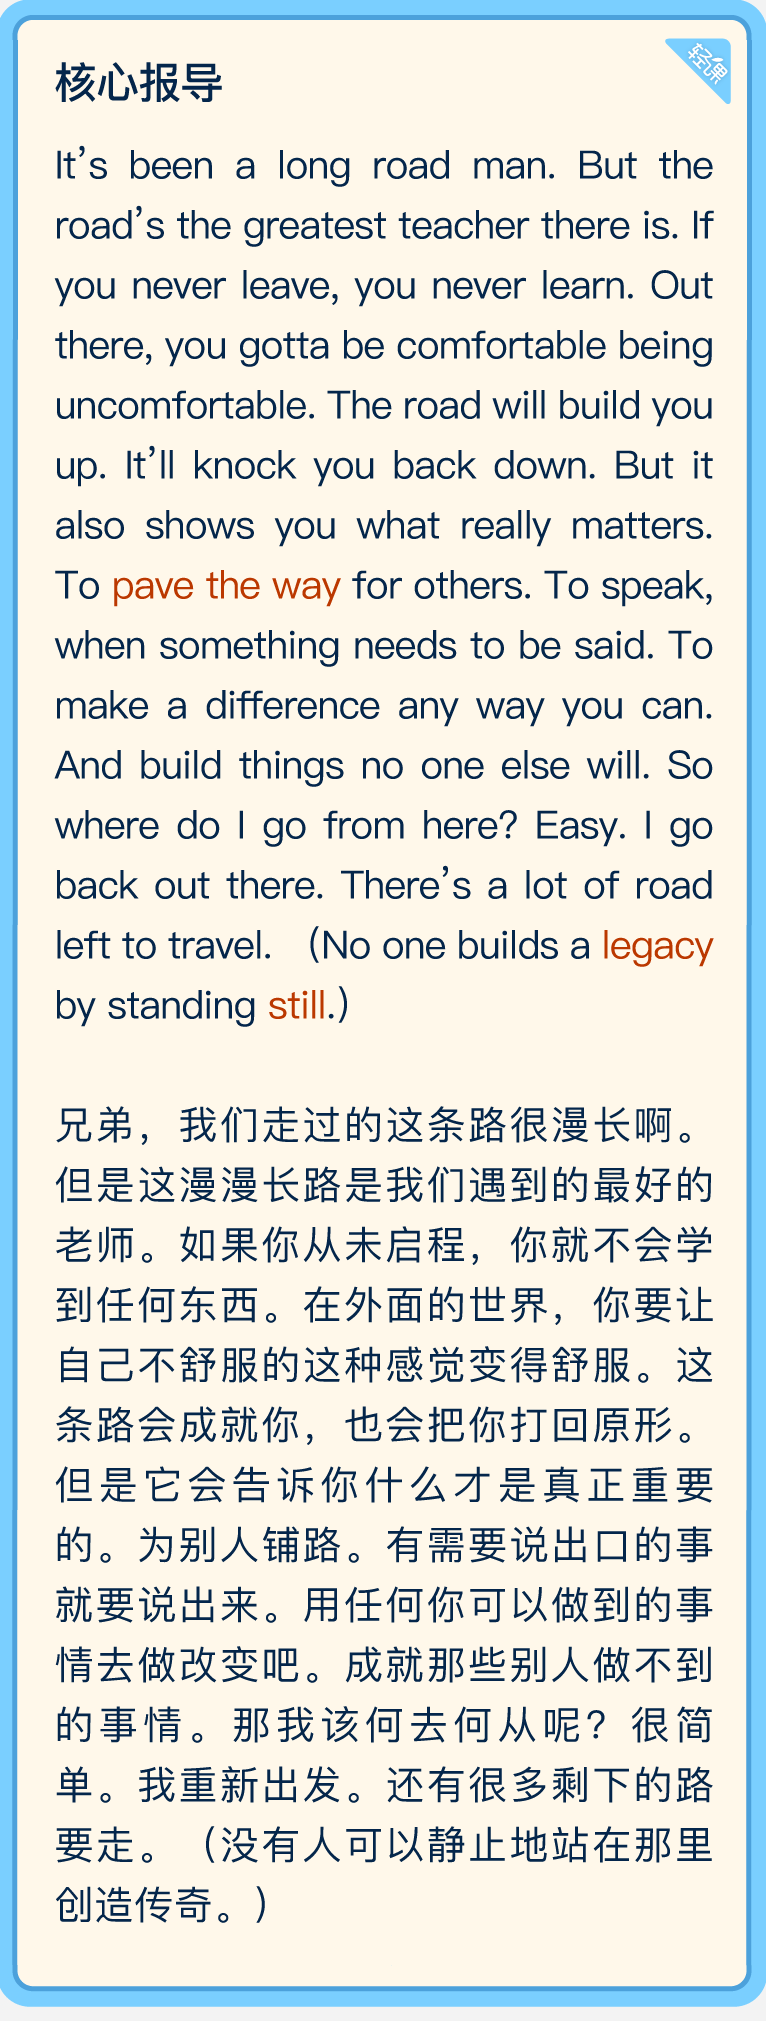 核心报导
轻课
It’s been a long road man. But the
road’s the greatest teacher there is. If
you never leave, you never learn. Out
there, you gotta be comfortable being
uncomfortable. The road will build you
up. It’ll knock you back down. But it
also shows you what really matters.
To pave the way for others. To speak,
when something needs to be said. To
make a difference any way you can.
And build things no one else will. So
where do I go from here? Easy. I go
back out there. There’s a lot of road
left to travel. （No one builds a legacy
by standing still.）
兄弟，我们走过的这条路很漫长啊。
但是这漫漫长路是我们遇到的最好的
老师。如果你从未启程，你就不会学
到任何东西。在外面的世界，你要让
自己不舒服的这种感觉变得舒服。这
条路会成就你，也会把你打回原形。
但是它会告诉你什么才是真正重要
的。为别人铺路。有需要说出口的事
就要说出来。用任何你可以做到的事
情去做改变吧。成就那些别人做不到
的事情。那我该何去何从呢？很简
单。我重新出发。还有很多剩下的路
要走。（没有人可以静止地站在那里
创造传奇。）